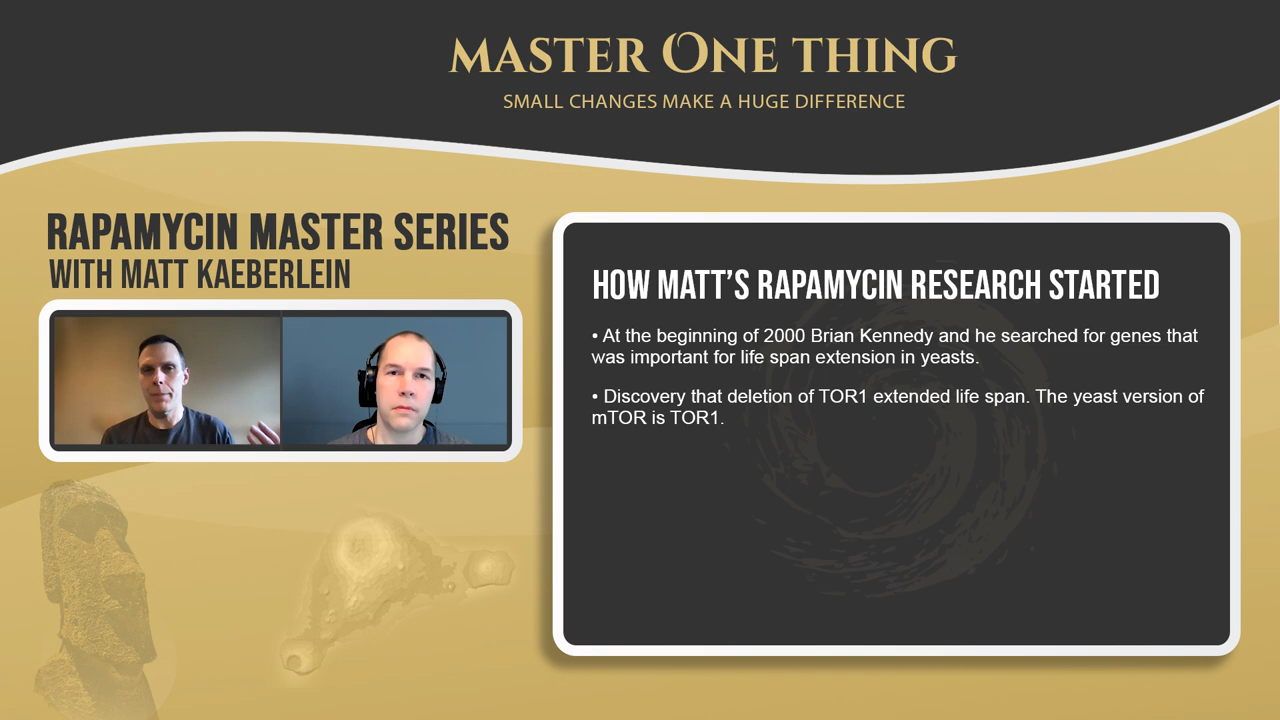 MASTER ONE THING
SMALL CHANGES MAKE A HUGE DIFFERENCE
RAPAMYCIN MASTER SERIES
WITH MATT KAEBERLEIN
HOW MATT'S RAPAMYCIN RESEARCH STARTED
• At the beginning of 2000 Brian Kennedy and he searched for genes that
was important for life span extension in yeasts.
• Discovery that deletion of TOR1 extended life span. The yeast version of
mTOR is TOR1.